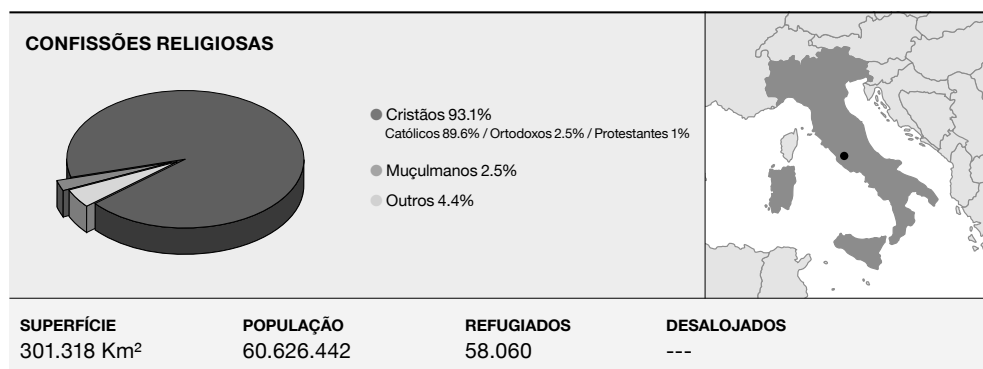 CONFISSÕES RELIGIOSAS
Cristãos 93.1%
Católicos 89.6% / Ortodoxos 2.5% / Protestantes 1%
Muçulmanos 2.5%
Outros 4.4%
SUPERFÍCIE
301.318 Km²
POPULAÇÃO
60.626.442
REFUGIADOS
58.060
DESALOJADOS
---